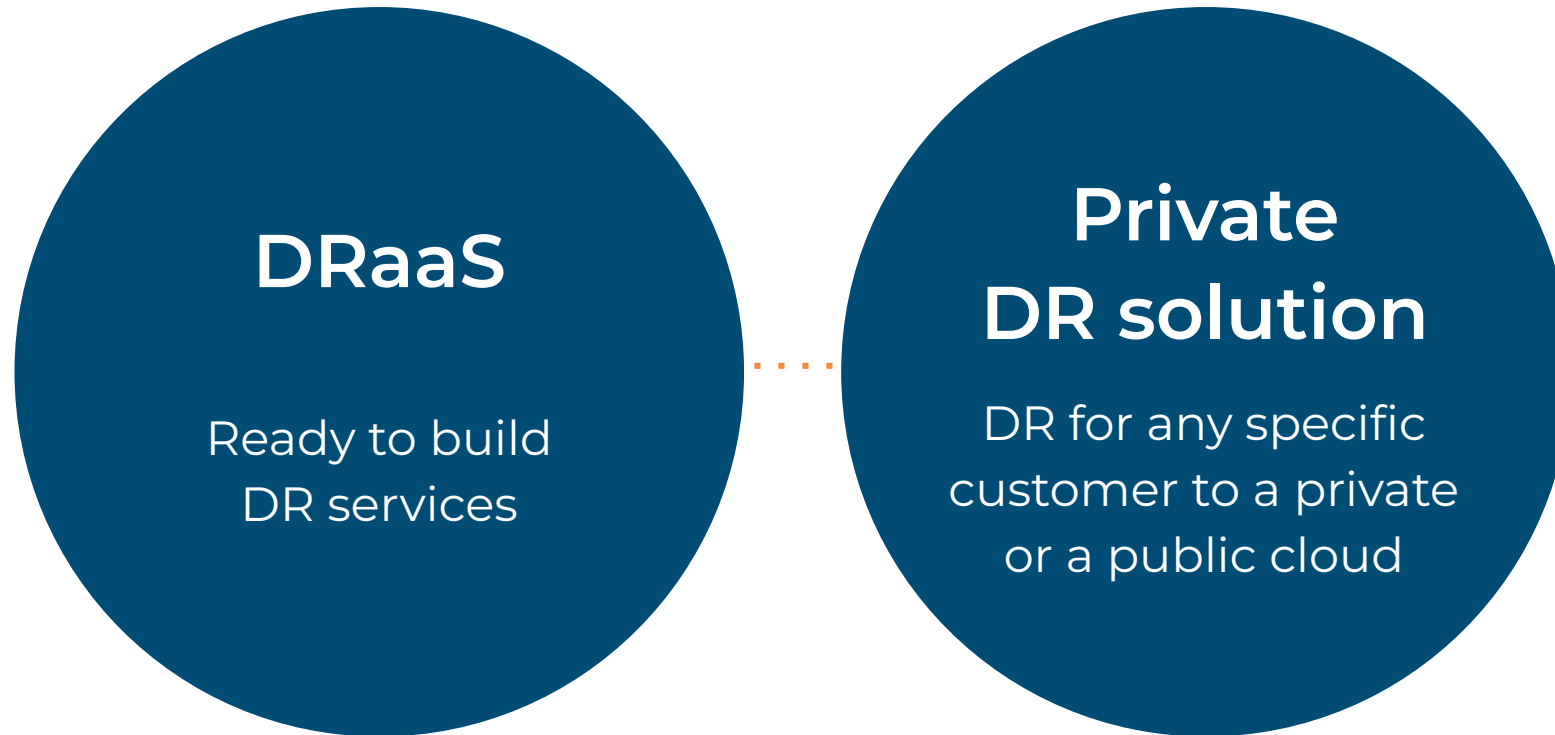 DRaaS
Ready to build
DR services
Private
DR solution
DR for any specific
customer to a private
or a public cloud